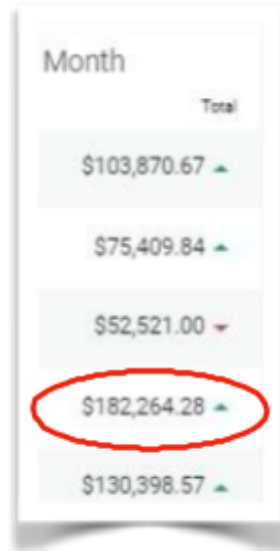 Month
Total
$103,870.67
$75,409.84
$52,521.00
$182,264.28
$130,398.57